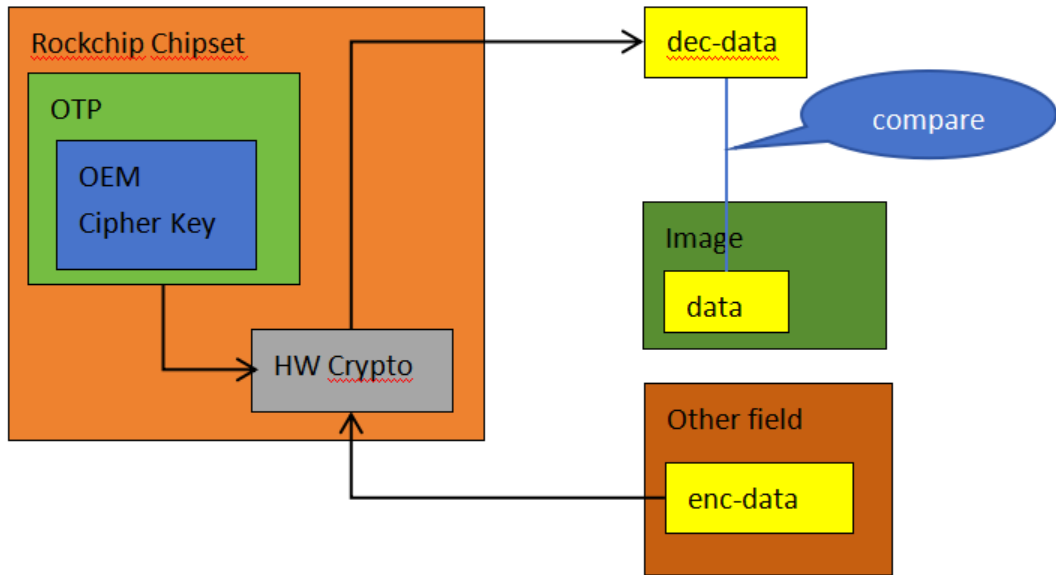 Rockchip Chipset
OTP
OEM
Cipher Key
HW Crypto
dec-data
compare
Image
data
Other field
enc-data